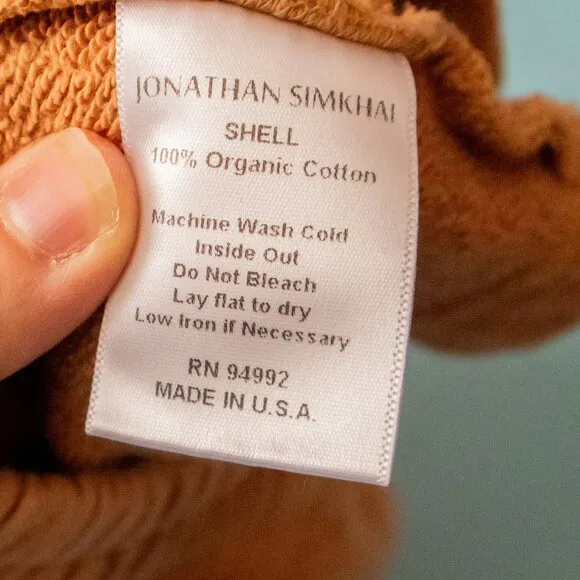 JONATHAN SIMKHAI
SHELL
100% Organic Cotton
Machine Wash Cold
Inside Out
Do Not Bleach
Lay flat to dry
Low Iron if Necessary
RN 94992
MADE IN U.S.A.